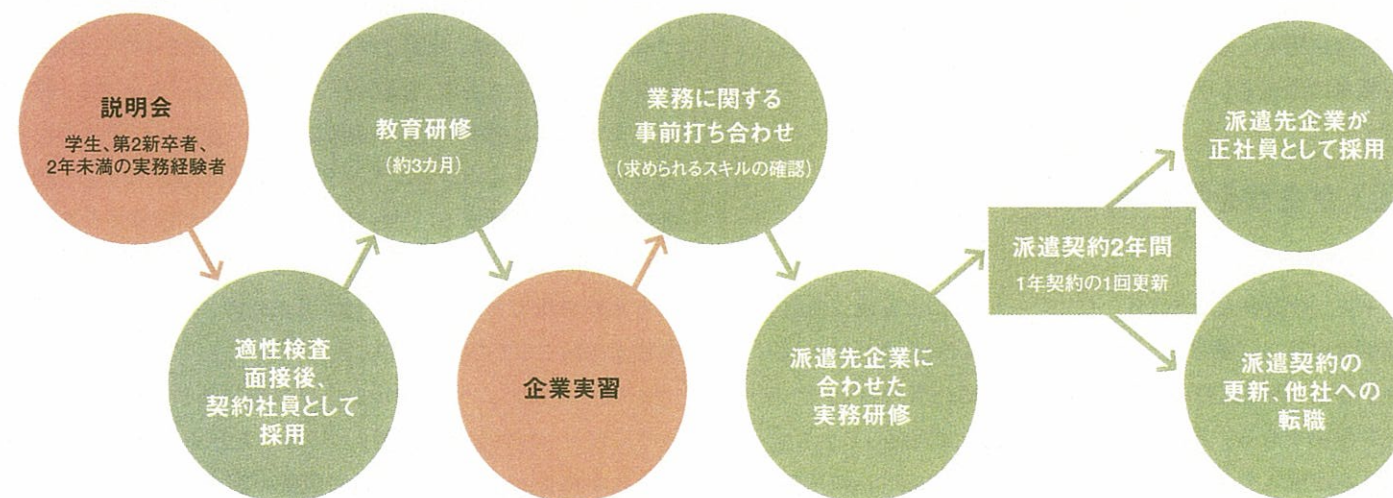 説明会
学生、第2新卒者、
2年未満の実務経験者
適性検査
面接後、
契約社員として
採用
教育研修
(約3カ月)
企業実習
業務に関する
事前打ち合わせ
(求められるスキルの確認)
派遣先企業に
合わせた
実務研修
派遣契約2年間
1年契約の1回更新
派遣先企業が
正社員として採用
派遣契約の
更新、他社への
転職